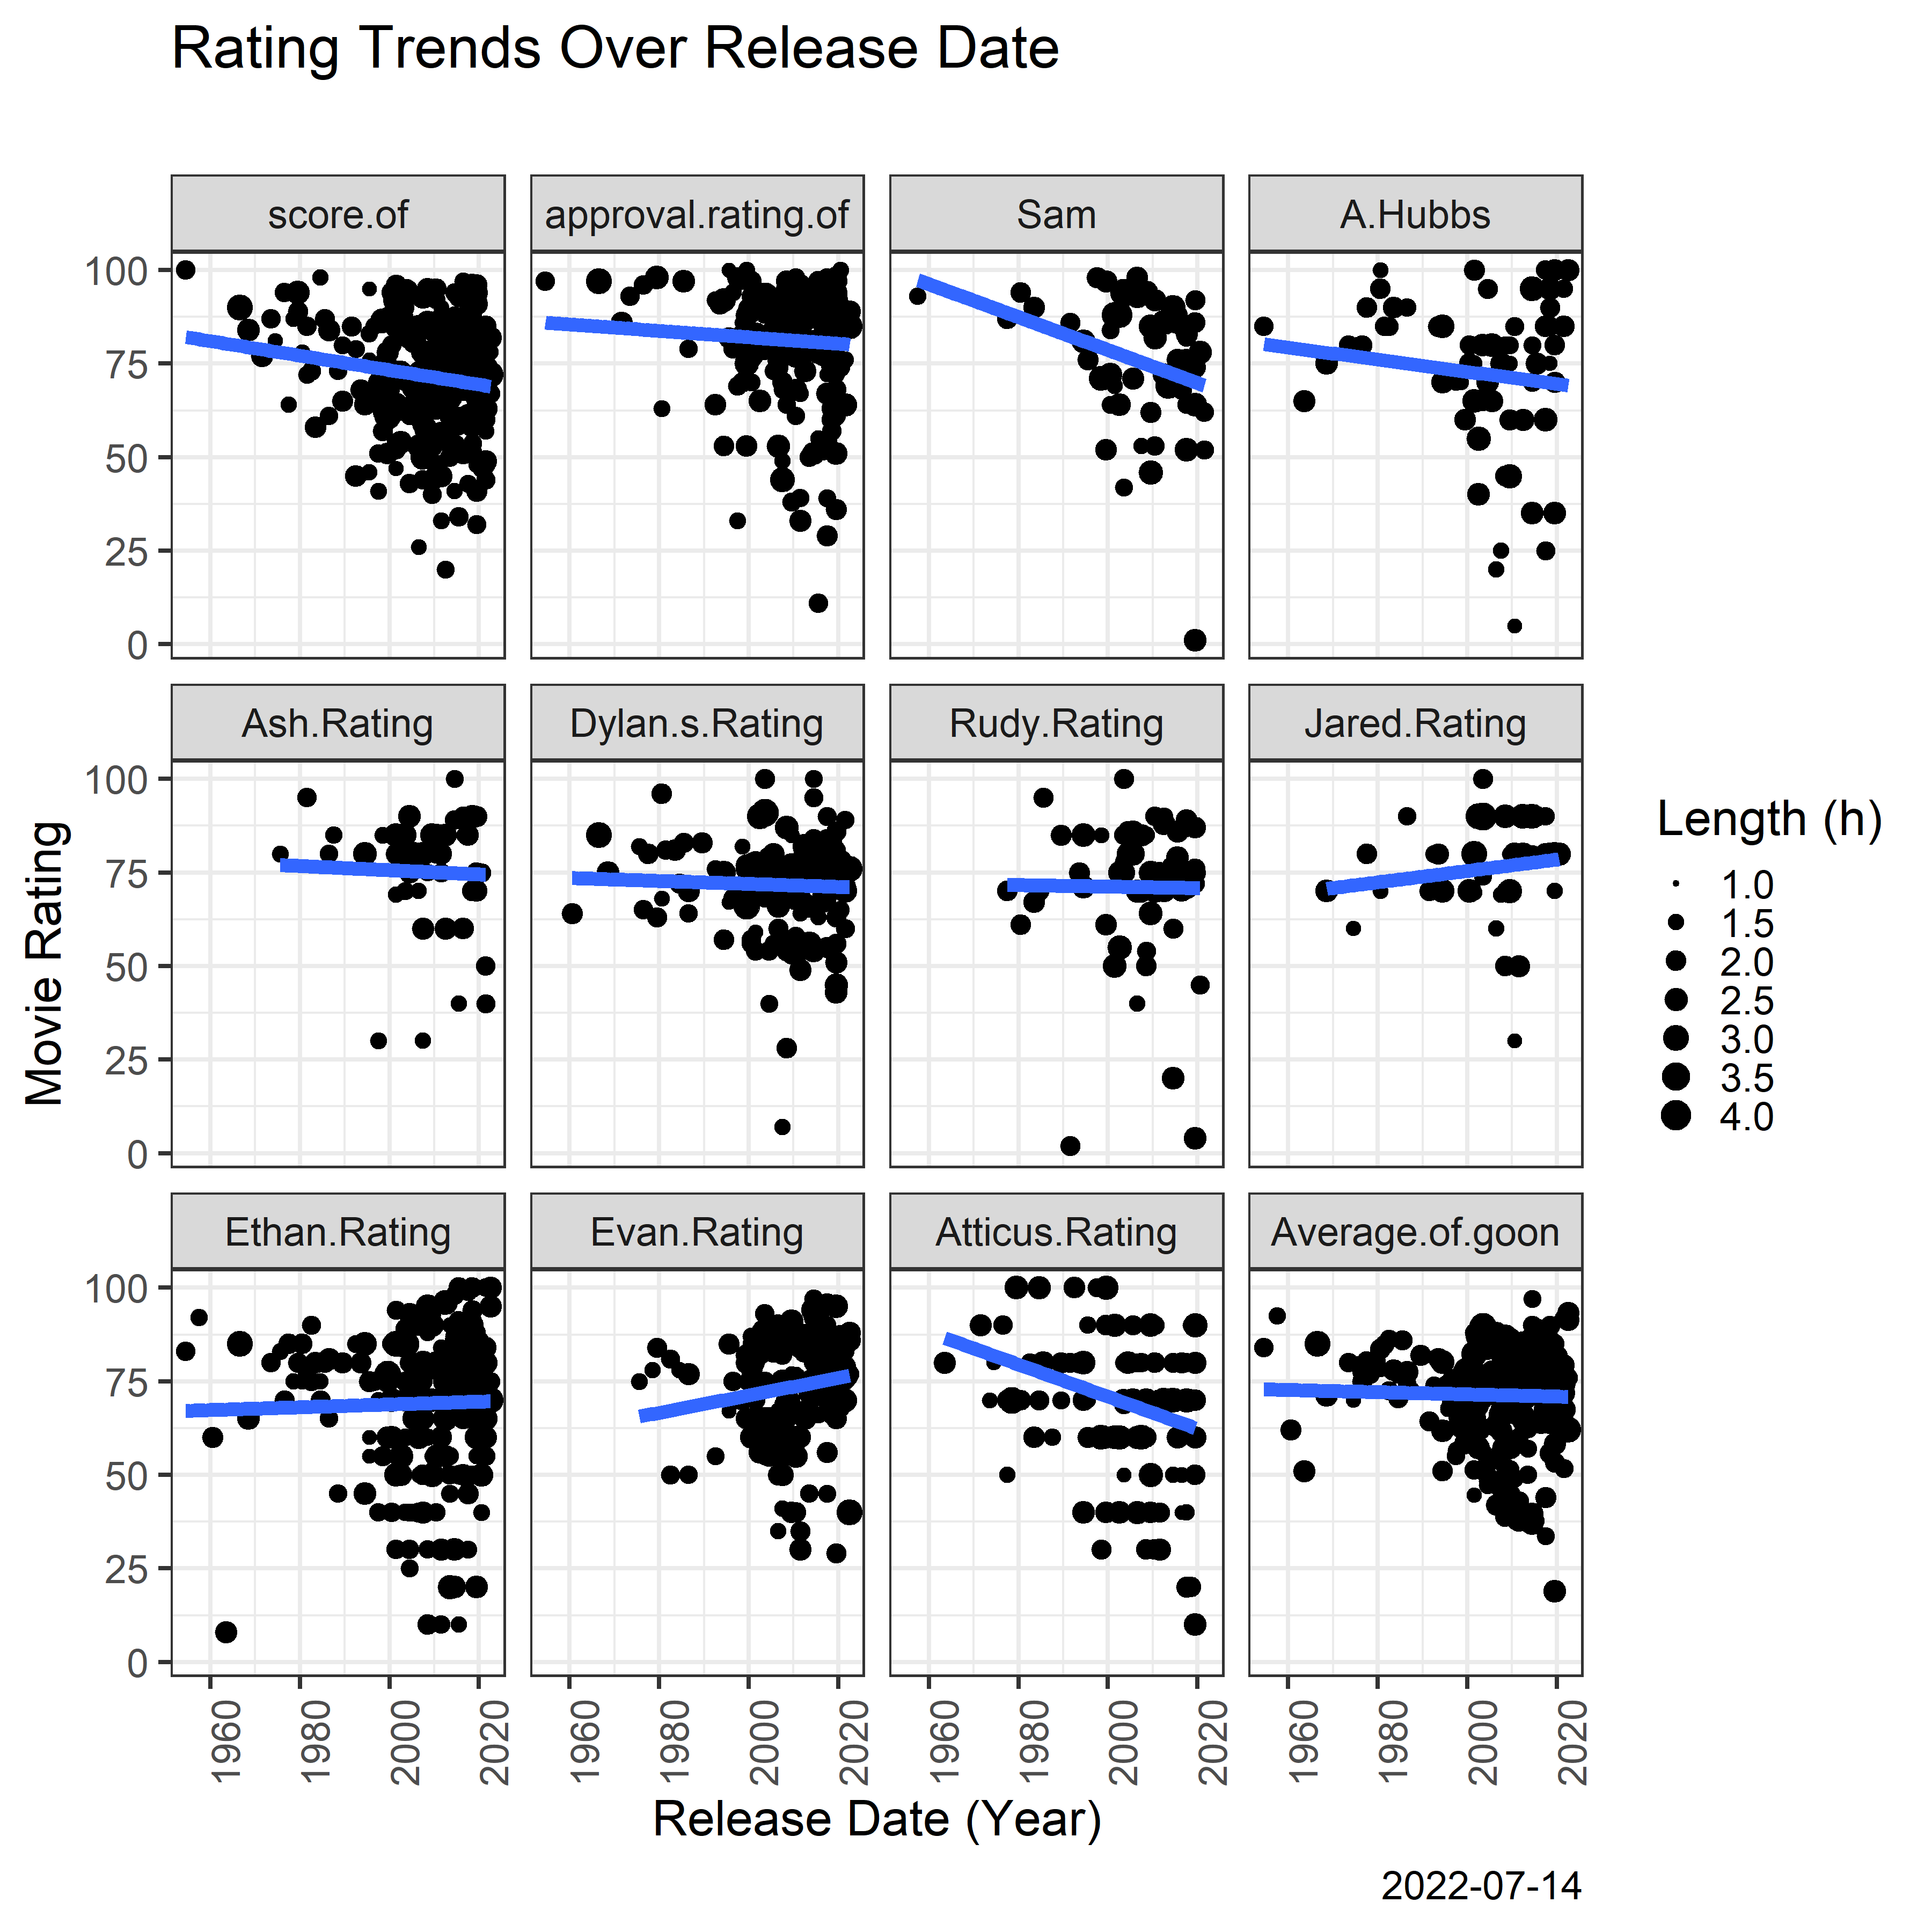 Rating Trends Over Release Date
score.of
approval.rating.of
Sam
A.Hubbs
100
75
50
25
0
Ash.Rating
Dylan.s.Rating
Rudy.Rating
Jared.Rating
100
75
50
25
0
Ethan.Rating
Evan.Rating
Atticus.Rating
Average.of.goon
100
75
50
25
0
1960
1980
2000
2020
1960
1980
2000
2020
1960
1980
2000
2020
1960
1980
2000
2020
Movie Rating
Release Date (Year)
Length (h)
1.0
1.5
2.0
2.5
3.0
3.5
4.0
2022-07-14